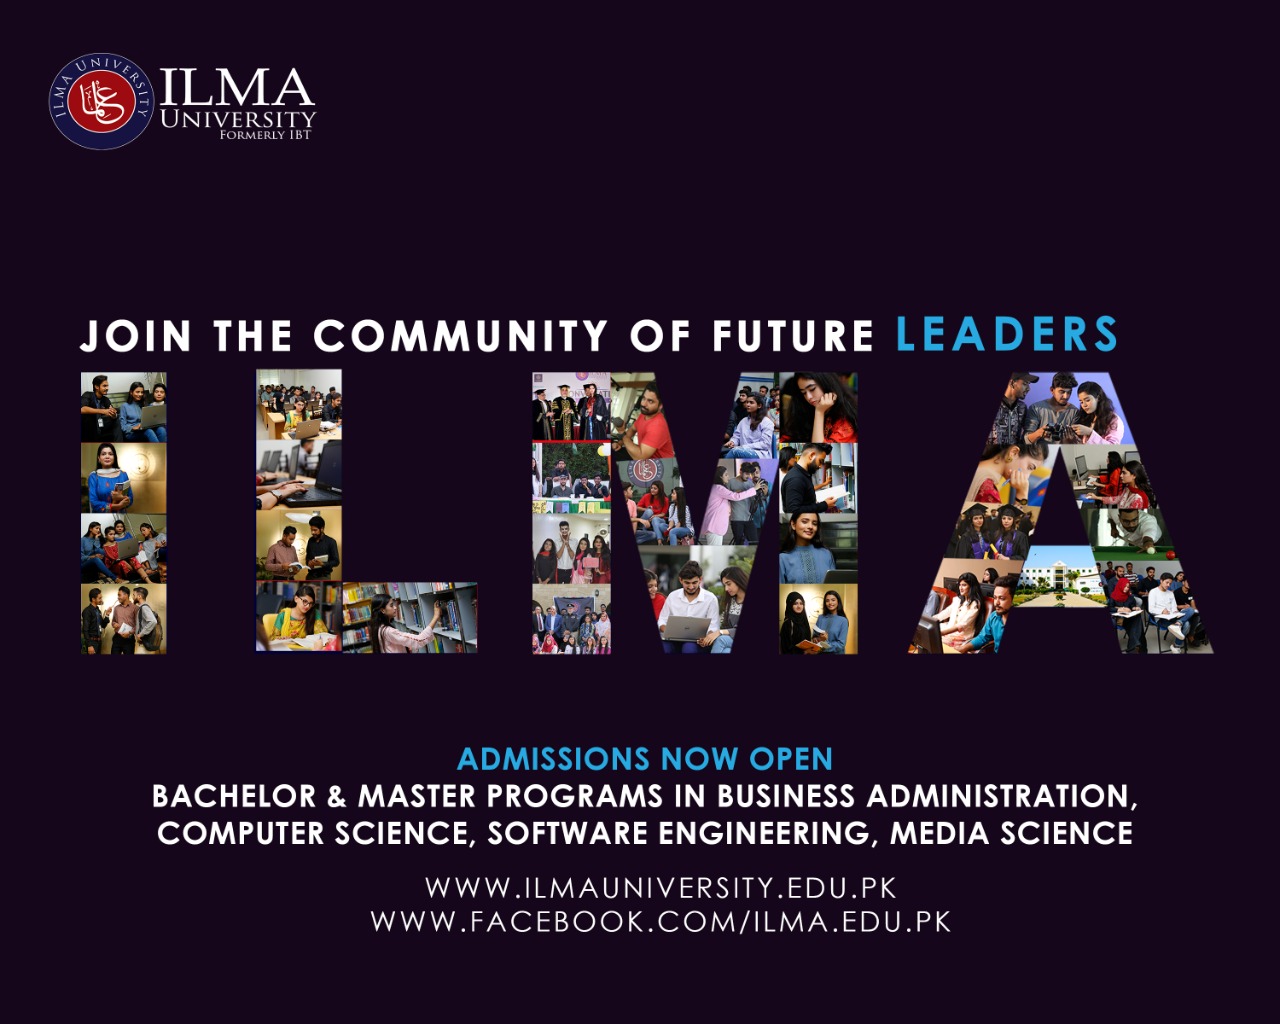 ILMA UNIVERSITY
ILMA
UNIVERSITY
FORMERLY IBT
JOIN THE COMMUNITY OF FUTURE LEADERS
ILMA
ADMISSIONS NOW OPEN
BACHELOR & MASTER PROGRAMS IN BUSINESS ADMINISTRATION,
COMPUTER SCIENCE, SOFTWARE ENGINEERING, MEDIA SCIENCE
WWW.ILMAUNIVERSITY.EDU.PK
WWW.FACEBOOK.COM/ILMA.EDU.PK